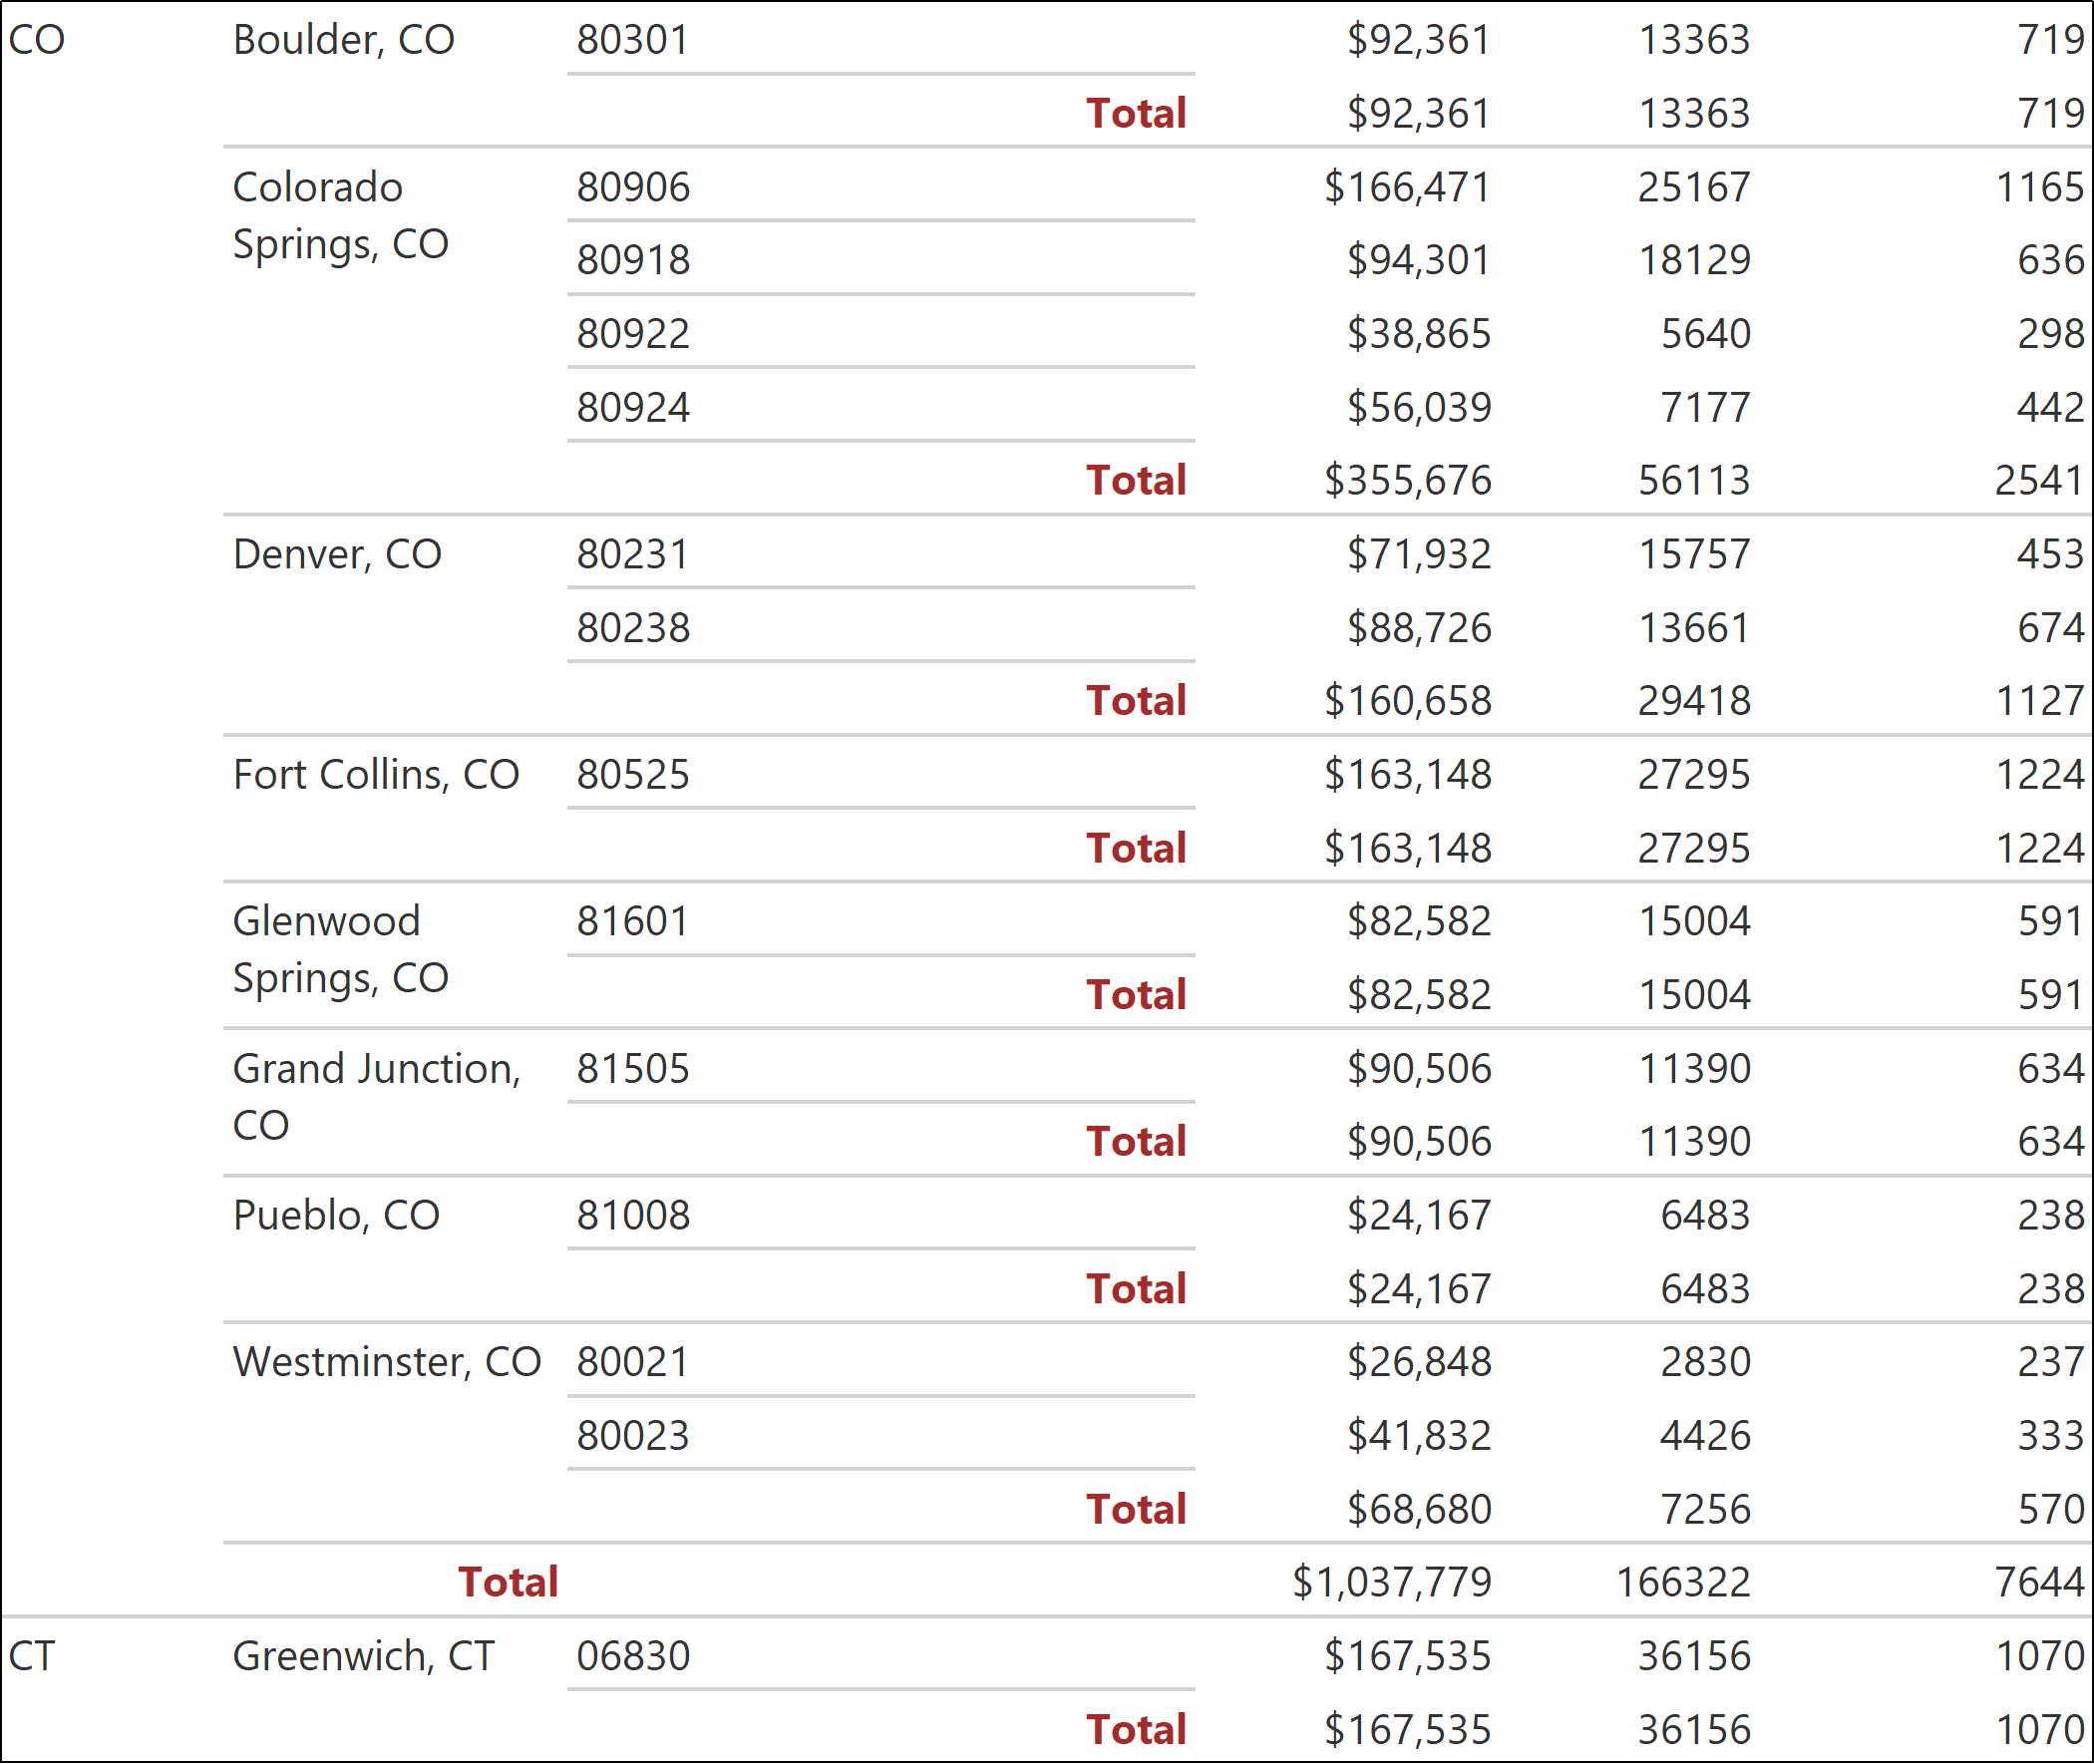 CO Boulder, CO 80301 $92,361 13363 719
Total $92,361 13363 719
Colorado 80906 $166,471 25167 1165
Springs, CO
80918 $94,301 18129 636
80922 $38,865 5640 298
80924 $56,039 7177 442
Total $355,676 56113 2541
Denver, CO 80231 $71,932 15757 453
80238 $88,726 13661 674
Total $160,658 29418 1127
Fort Collins, CO 80525 $163,148 27295 1224
Total $163,148 27295 1224
Glenwood 81601 $82,582 15004 591
Springs, CO
Total $82,582 15004 591
Grand Junction, 81505 $90,506 11390 634
CO
Total $90,506 11390 634
Pueblo, CO 81008 $24,167 6483 238
Total $24,167 6483 238
Westminster, CO 80021 $26,848 2830 237
80023 $41,832 4426 333
Total $68,680 7256 570
Total $1,037,779 166322 7644
CT Greenwich, CT 06830 $167,535 36156 1070
Total $167,535 36156 1070